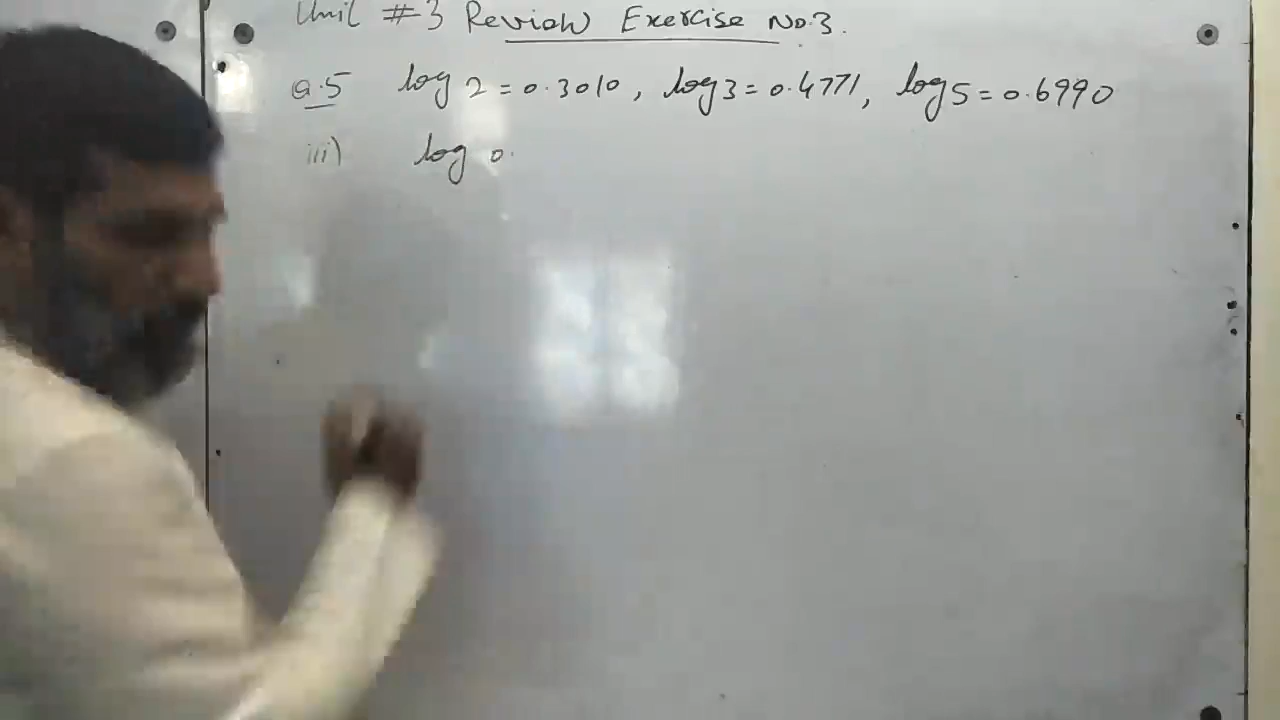 Unit #3 Review Exercise No.3.
Q.5 log 2 = 0.3010, log 3 = 0.4771, log 5 = 0.6990
iii) log 0.